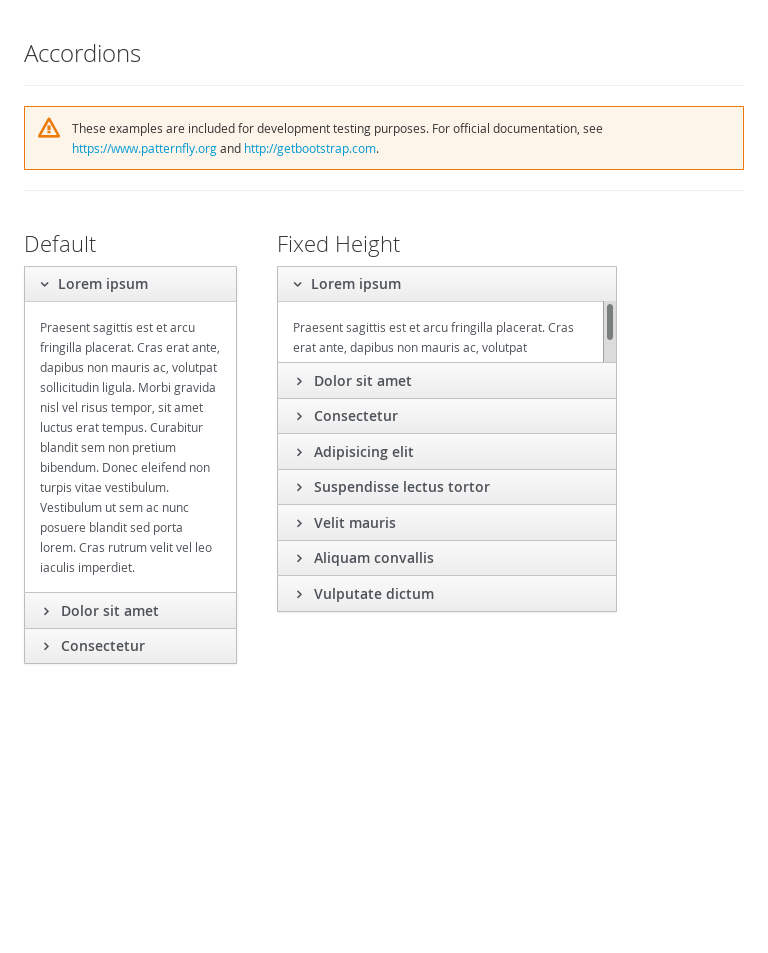 Accordions
These examples are included for development testing purposes. For official documentation, see
https://www.patternfly.org and http://getbootstrap.com.
Default
Lorem ipsum
Praesent sagittis est et arcu
fringilla placerat. Cras erat ante,
dapibus non mauris ac, volutpat
sollicitudin ligula. Morbi gravida
nisl vel risus tempor, sit amet
luctus erat tempus. Curabitur
blandit sem non pretium
bibendum. Donec eleifend non
turpis vitae vestibulum.
Vestibulum ut sem ac nunc
posuere blandit sed porta
lorem. Cras rutrum velit vel leo
iaculis imperdiet.
Dolor sit amet
Consectetur
Fixed Height
Lorem ipsum
Praesent sagittis est et arcu fringilla placerat. Cras
erat ante, dapibus non mauris ac, volutpat
Dolor sit amet
Consectetur
Adipisicing elit
Suspendisse lectus tortor
Velit mauris
Aliquam convallis
Vulputate dictum